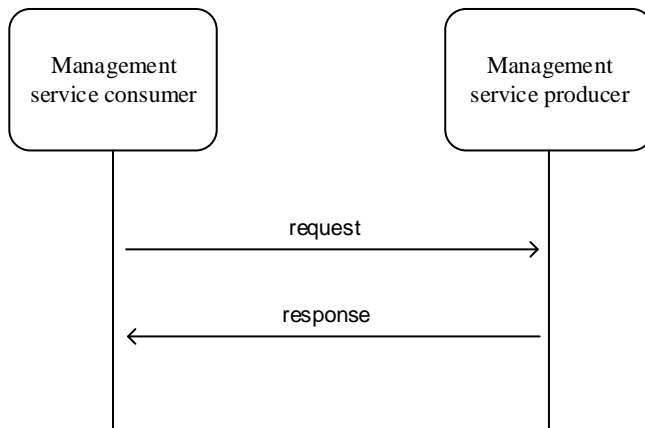 Management
service consumer
Management
service producer
request
response